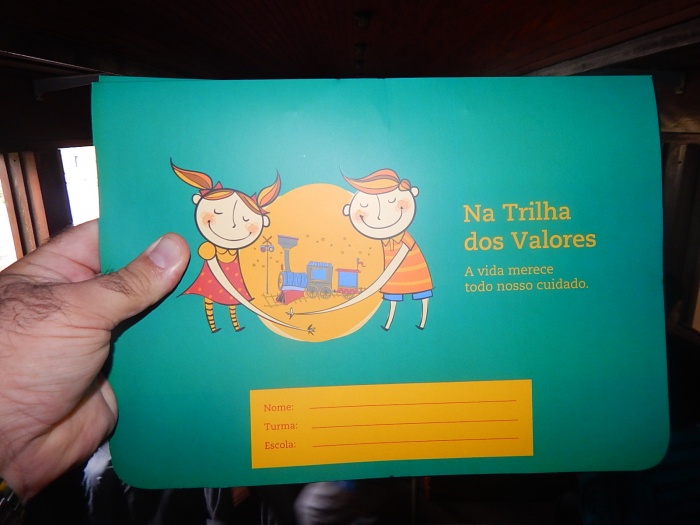 Na Trilha
dos Valores
A vida merece
todo nosso cuidado.
Nome:
Turma:
Escola: